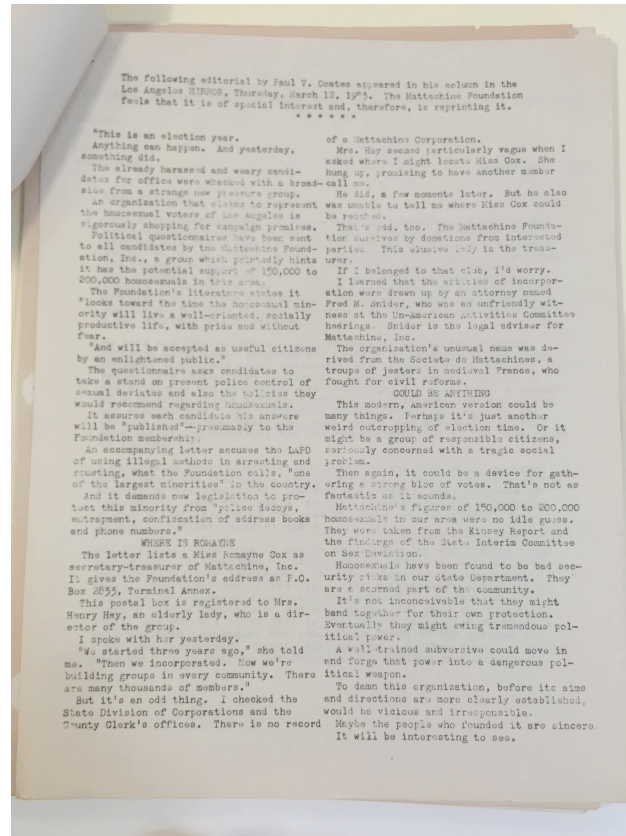 The following editorial by Paul V. Coates appeared in his column in the
Los Angeles MIRROR, Thursday, March 12, 1953. The Mattachine Foundation
feels that it is of special interest and, therefore, is reprinting it.
* * * * * *
"This is an election year.
Anything can happen. And yesterday,
something did.
The already harassed and weary candi-
dates for office were whacked with a broad-
side from a strange new pressure group.
An organization that claims to represent
the homosexual voters of Los Angeles is
vigorously shopping for campaign promises.
Political questionnaires have been sent
to all candidates by the Mattachine Found-
ation, Inc., a group which pointedly hints
it has the potential support of 150,000 to
200,000 homosexuals in this area.
The Foundation's literature states it
"looks toward the time the homosexual min-
ority will live a well-oriented, socially
productive life, with pride and without
fear.
"And will be accepted as useful citizens
by an enlightened public."
The questionnaire asks candidates to
take a stand on present police control of
sexual deviates and also the policies they
would reccomend regarding homosexuals.
It assures each candidate his answers
will be "published"—presumably to the
Foundation membership.
An accompanying letter accuses the LAPD
of using illegal methods in arresting and
rousting, what the Foundation calls, "one
of the largest minorities" in the country.
And it demands new legislation to pro-
tect this minority from "police decoys,
entrapment, confiscation of address books
and phone numbers."
WHERE IS ROMAYNE
The letter lists a Miss Romayne Cox as
secretary-treasurer of Mattachine, Inc.
It gives the Foundation's address as P.O.
Box 2833, Terminal Annex.
This postal box is registered to Mrs.
Henry Hay, an elderly lady, who is a dir-
ector of the group.
I spoke with her yesterday.
"We started three years ago," she told
me. "Then we incorporated. Now we're
building groups in every community. There
are many thousands of members."
But it's an odd thing. I checked the
State Division of Corporations and the
County Clerk's offices. There is no record
of a Mattachine Corporation.
Mrs. Hay seemed particularly vague when I
asked where I might locate Miss Cox. She
hung up, promising to have another member
call me.
He did, a few moments later. But he also
was unable to tell me where Miss Cox could
be reached.
That's odd, too. The Mattachine Founda-
tion survives by donations from interested
parties. This elusive lady is the treas-
urer.
If I belonged to that club, I'd worry.
I learned that the articles of incorpor-
ation were drawn up by an attorney named
Fred M. Snider, who was an unfriendly wit-
ness at the Un-American Activities Committee
hearings. Snider is the legal advisor for
Mattachine, Inc.
The organization's unusual name was de-
rived from the Societe de Mattachines, a
troupe of jesters in medieval France, who
fought for civil reforms.
COULD BE ANYTHING
This modern, American version could be
many things. Perhaps it's just another
weird outcropping of election time. Or it
might be a group of responsible citizens,
seriously concerned with a tragic social
problem.
Then again, it could be a device for gath-
ering a strong bloc of votes. That's not as
fantastic as it sounds.
Mattachine's figures of 150,000 to 200,000
homosexuals in our area were no idle guess.
They were taken from the Kinsey Report and
the findings of the State Interim Committee
on Sex Deviation.
Homosexuals have been found to be bad sec-
urity risks in our State Department. They
are a scorned part of the community.
It's not inconceivable that they might
band together for their own protection.
Eventually they might swing tremendous pol-
itical power.
A well-trained subversive could move in
and forge that power into a dangerous pol-
itical weapon.
To damn this organization, before its aims
and directions are more clearly established,
would be vicious and irresponsible.
Maybe the people who founded it are sincere.
It will be interesting to see.